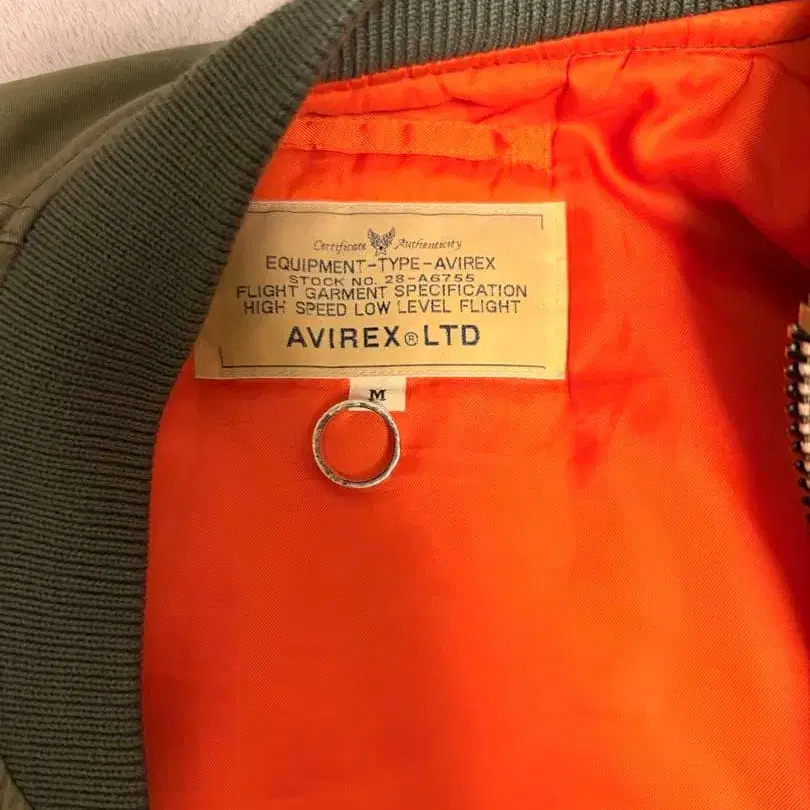 Certificate Authenticity
EQUIPMENT-TYPE-AVIREX
STOCK NO. 28-A6755
FLIGHT GARMENT SPECIFICATION
HIGH SPEED LOW LEVEL FLIGHT
AVIREX®LTD
M